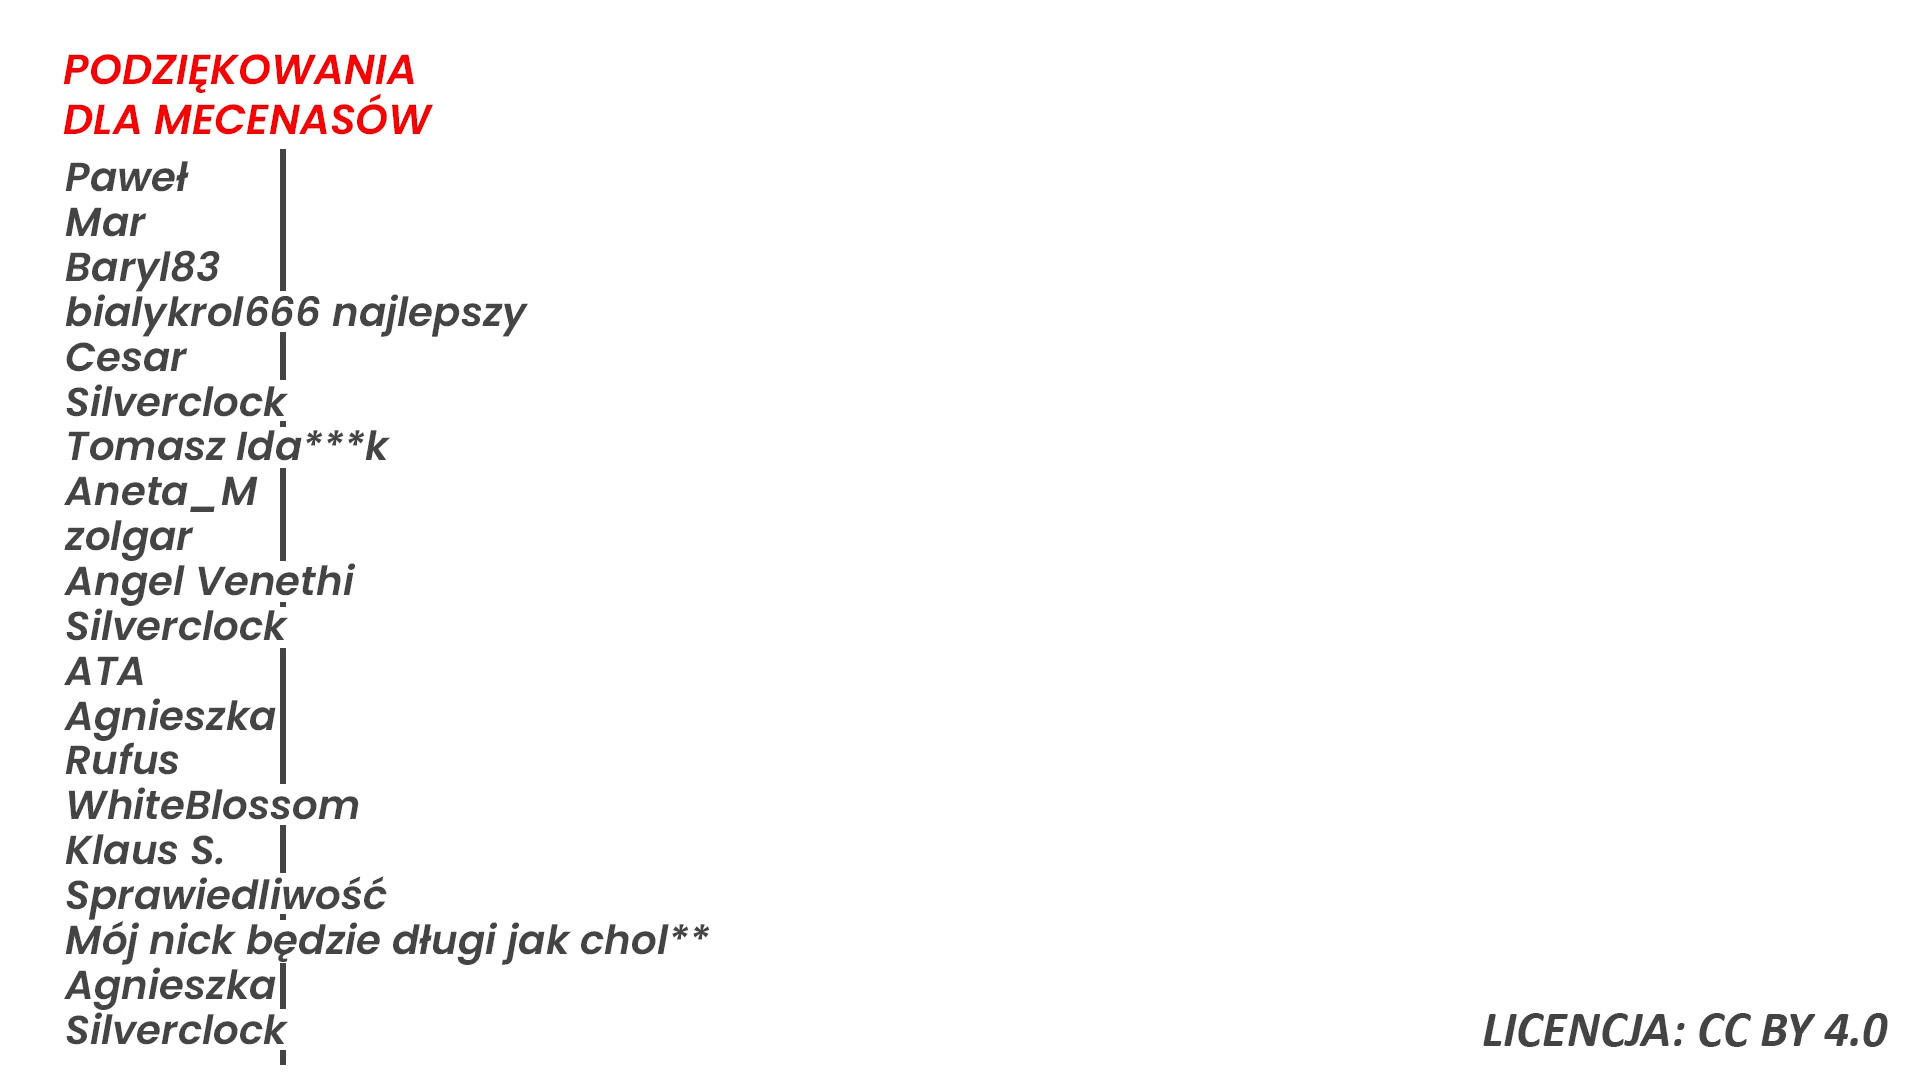 PODZIĘKOWANIA
DLA MECENASÓW
Paweł
Mar
Baryl83
bialykrol666 najlepszy
Cesar
Silverclock
Tomasz Ida***k
Aneta_M
zolgar
Angel Venethi
Silverclock
ATA
Agnieszka
Rufus
WhiteBlossom
Klaus S.
Sprawiedliwość
Mój nick będzie długi jak chol**
Agnieszka
Silverclock
LICENCJA: CC BY 4.0